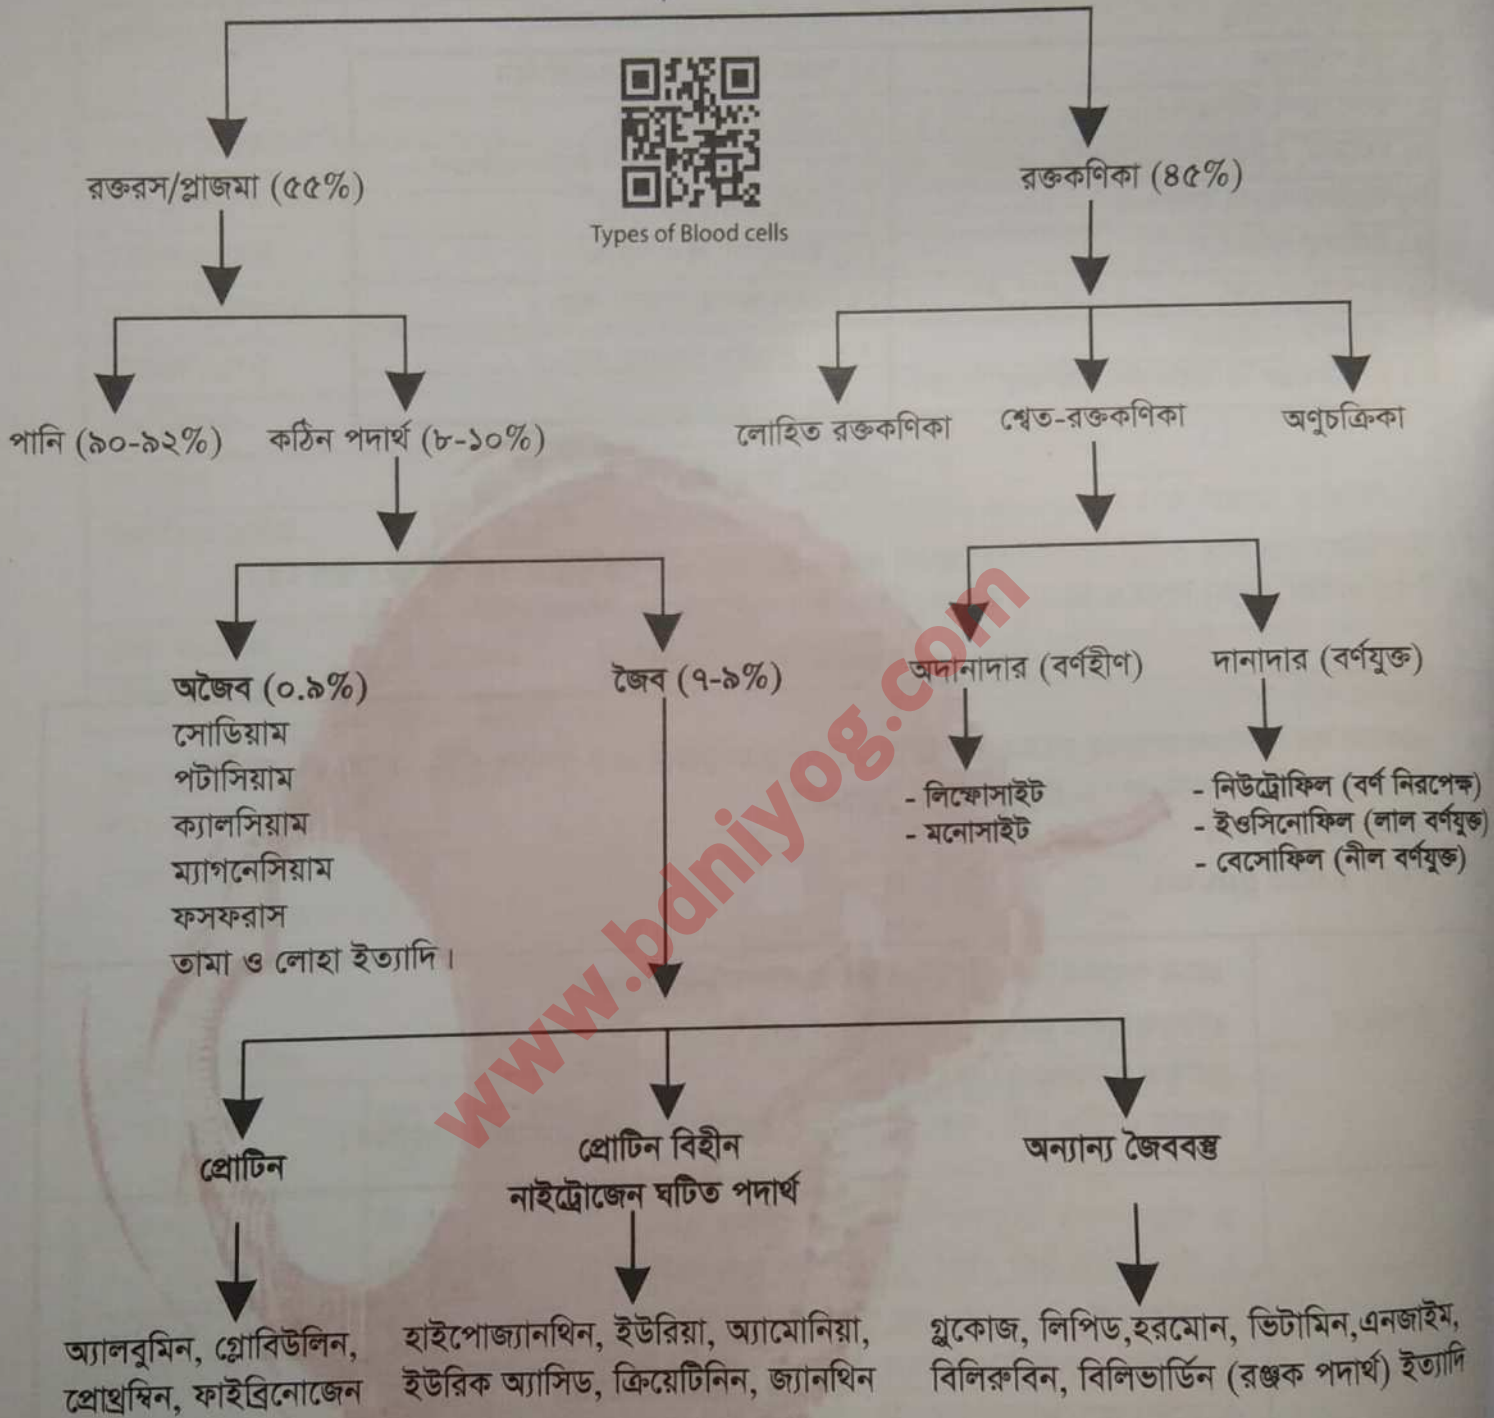 রক্তরস/প্লাজমা (৫৫%)
রক্তকণিকা (৪৫%)
Types of Blood cells
পানি (৯০-৯২%)
কঠিন পদার্থ (৮-১০%)
লোহিত রক্তকণিকা
শ্বেত-রক্তকণিকা
অণুচক্রিকা
অজৈব (০.৯%)
সোডিয়াম
পটাসিয়াম
ক্যালসিয়াম
ম্যাগনেসিয়াম
ফসফরাস
তামা ও লোহা ইত্যাদি।
জৈব (৭-৯%)
অদানাদার (বর্ণহীণ)
- লিম্ফোসাইট
- মনোসাইট
দানাদার (বর্ণযুক্ত)
- নিউট্রোফিল (বর্ণ নিরপেক্ষ)
- ইওসিনোফিল (লাল বর্ণযুক্ত)
- বেসোফিল (নীল বর্ণযুক্ত)
www.bdniyog.com
প্রোটিন
প্রোটিন বিহীন
নাইট্রোজেন ঘটিত পদার্থ
অন্যান্য জৈববস্তু
অ্যালবুমিন, গ্লোবিউলিন,
প্রোথ্রম্বিন, ফাইব্রিনোজেন
হাইপোজ্যানথিন, ইউরিয়া, অ্যামোনিয়া,
ইউরিক অ্যাসিড, ক্রিয়েটিনিন, জ্যানথিন
গ্লুকোজ, লিপিড,হরমোন, ভিটামিন,এনজাইম,
বিলিরুবিন, বিলিভার্ডিন (রঞ্জক পদার্থ) ইত্যাদি